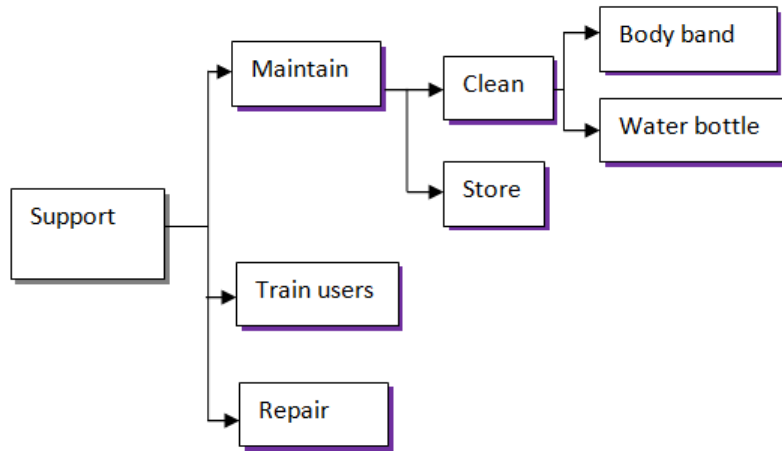 Body band
Maintain
Clean
Water bottle
Store
Support
Train users
Repair